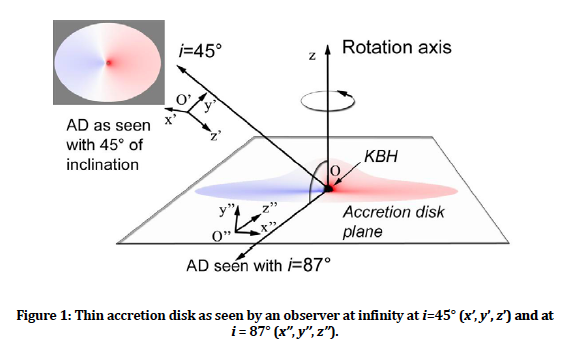 i=45°
z
Rotation axis
O'
y'
x'
z'
AD as seen
with 45° of
inclination
O
KBH
y"
z"
x"
O"
Accretion disk
plane
AD seen with i=87°
Figure 1: Thin accretion disk as seen by an observer at infinity at i=45° (x', y', z') and at
i = 87° (x", y", z").